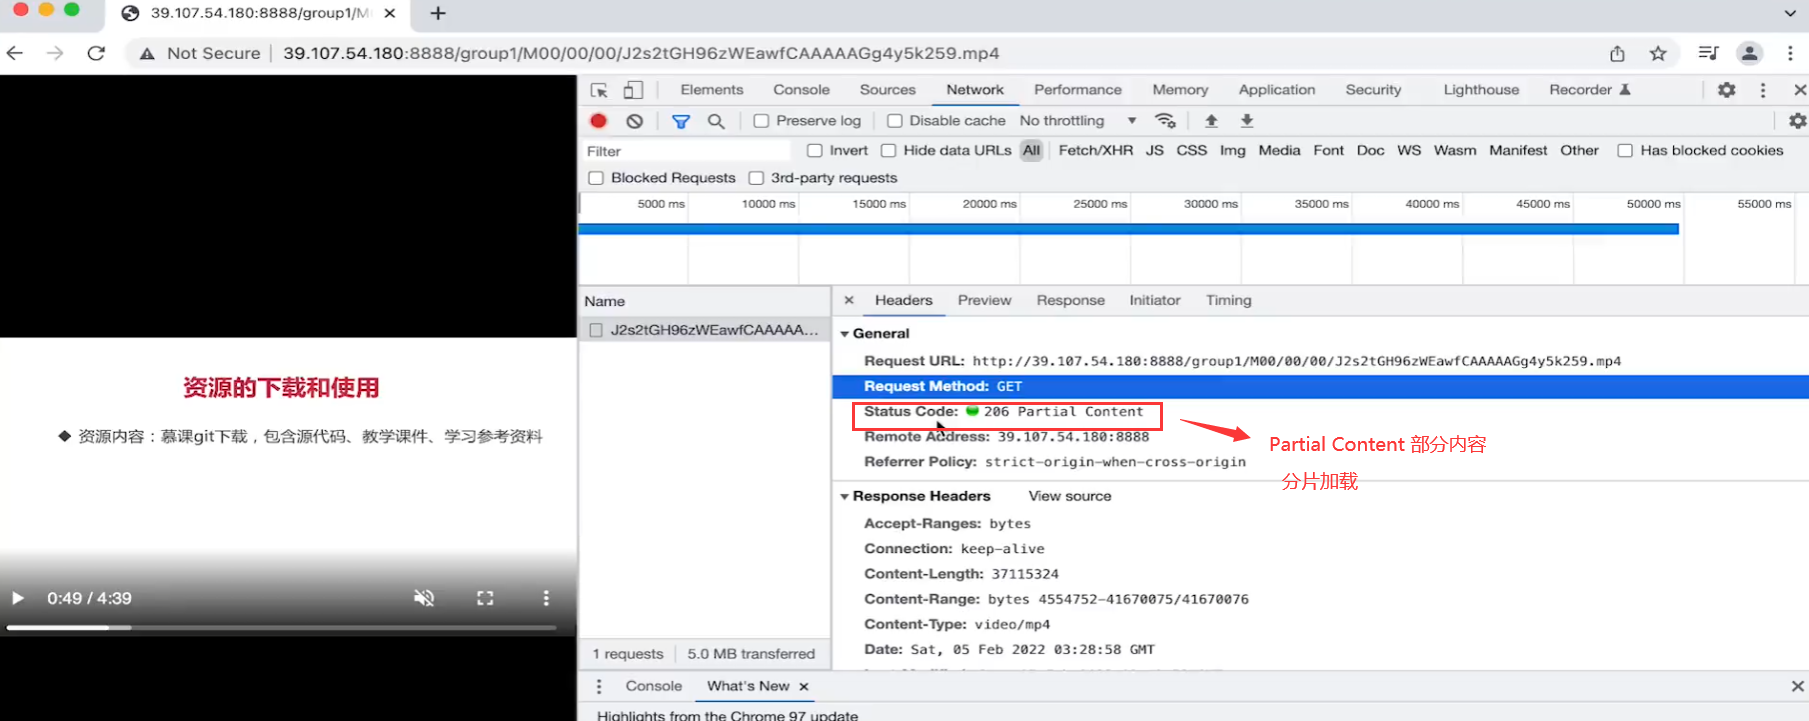 39.107.54.180:8888/group1/M
Not Secure | 39.107.54.180:8888/group1/M00/00/00/J2s2tGH96zWEawfCAAAAAGg4y5k259.mp4
Elements Console Sources Network Performance Memory Application Security Lighthouse Recorder
Preserve log Disable cache No throttling
Filter Invert Hide data URLs All Fetch/XHR JS CSS Img Media Font Doc WS Wasm Manifest Other Has blocked cookies
Blocked Requests 3rd-party requests
5000 ms 10000 ms 15000 ms 20000 ms 25000 ms 30000 ms 35000 ms 40000 ms 45000 ms 50000 ms 55000 ms
Name
J2s2tGH96zWEawfCAAAAA...
Headers Preview Response Initiator Timing
General
Request URL: http://39.107.54.180:8888/group1/M00/00/00/J2s2tGH96zWEawfCAAAAAGg4y5k259.mp4
Request Method: GET
Status Code: 206 Partial Content
Remote Address: 39.107.54.180:8888
Referrer Policy: strict-origin-when-cross-origin
Partial Content 部分内容
分片加载
Response Headers View source
Accept-Ranges: bytes
Connection: keep-alive
Content-Length: 37115324
Content-Range: bytes 4554752-41670075/41670076
Content-Type: video/mp4
Date: Sat, 05 Feb 2022 03:28:58 GMT
资源的下载和使用
◆ 资源内容：慕课git下载，包含源代码、教学课件、学习参考资料
0:49 / 4:39
1 requests 5.0 MB transferred
Console What's New
Highlights from the Chrome 97 update